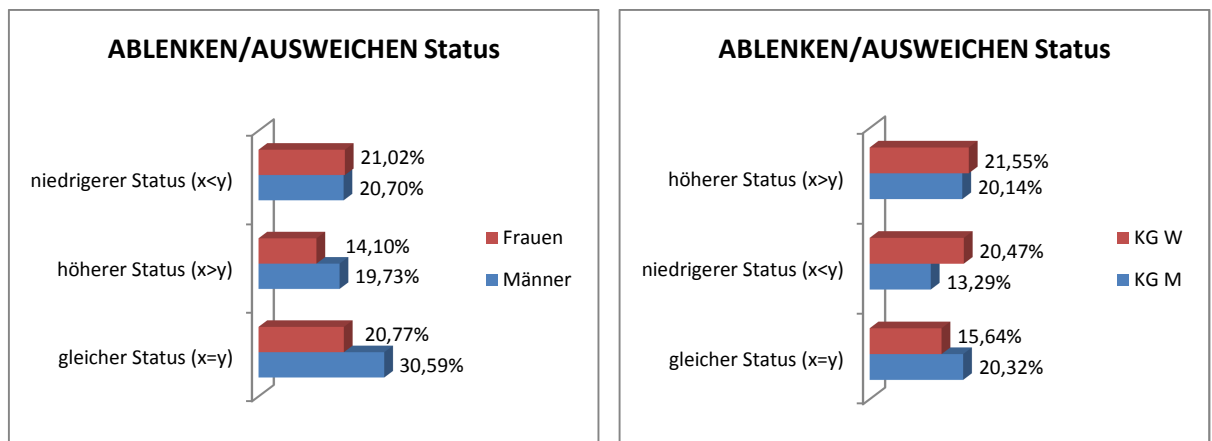 ABLENKEN/AUSWEICHEN Status
niedrigerer Status (x<y)
21,02%
20,70%
höherer Status (x>y)
14,10%
19,73%
gleicher Status (x=y)
20,77%
30,59%
Frauen
Männer
ABLENKEN/AUSWEICHEN Status
höherer Status (x>y)
21,55%
20,14%
niedrigerer Status (x<y)
20,47%
13,29%
gleicher Status (x=y)
15,64%
20,32%
KG W
KG M